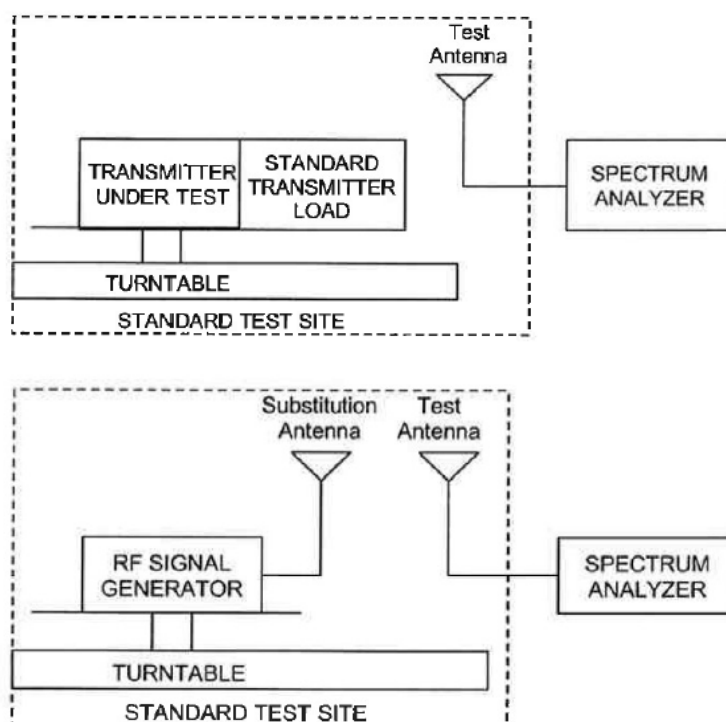 Test
Antenna
TRANSMITTER
UNDER TEST
STANDARD
TRANSMITTER
LOAD
SPECTRUM
ANALYZER
TURNTABLE
STANDARD TEST SITE
Substitution
Antenna
Test
Antenna
RF SIGNAL
GENERATOR
SPECTRUM
ANALYZER
TURNTABLE
STANDARD TEST SITE